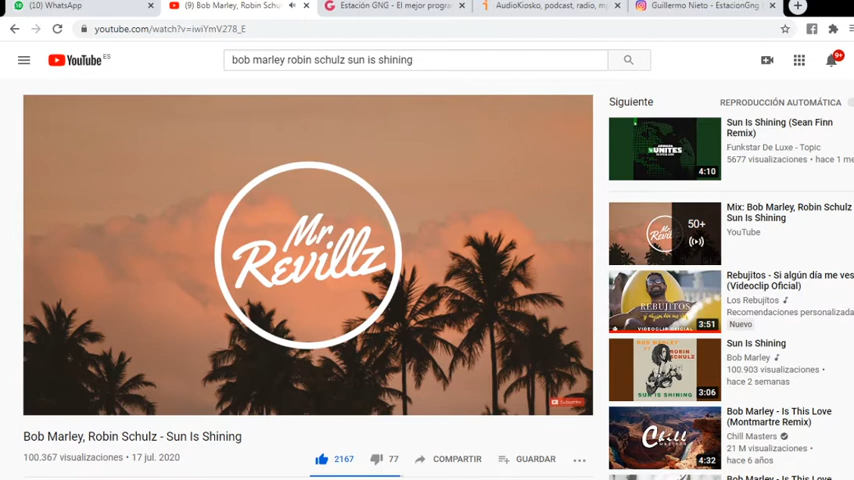 (10) WhatsApp
(9) Bob Marley, Robin Schu
Estación GNG - El mejor progra
AudioKiosko, podcast, radio, m
Guillermo Nieto - EstacionGng
youtube.com/watch?v=iwiYmV278_E
YouTube ES
bob marley robin schulz sun is shining
9+
Mr
Revillz
Subscribe
Bob Marley, Robin Schulz - Sun Is Shining
100.367 visualizaciones • 17 jul. 2020
2167
77
COMPARTIR
GUARDAR
Siguiente
REPRODUCCIÓN AUTOMÁTICA
UNITES
4:10
Sun Is Shining (Sean Finn
Remix)
Funkstar De Luxe - Topic
5677 visualizaciones • hace 1 me
50+
Mix: Bob Marley, Robin Schulz
Sun Is Shining
YouTube
REBUJITOS
VIDEOCLIP OFICIAL
3:51
Rebujitos - Si algún día me ves
(Videoclip Oficial)
Los Rebujitos
Recomendaciones personalizada
Nuevo
BOB MARLEY
ROBIN
SCHULZ
SUN IS SHINING
3:06
Sun Is Shining
Bob Marley
100.903 visualizaciones •
hace 2 semanas
Chill
MASTERS
4:32
Bob Marley - Is This Love
(Montmartre Remix)
Chill Masters
21 M visualizaciones •
hace 6 años
Bob Marley - Is This Love